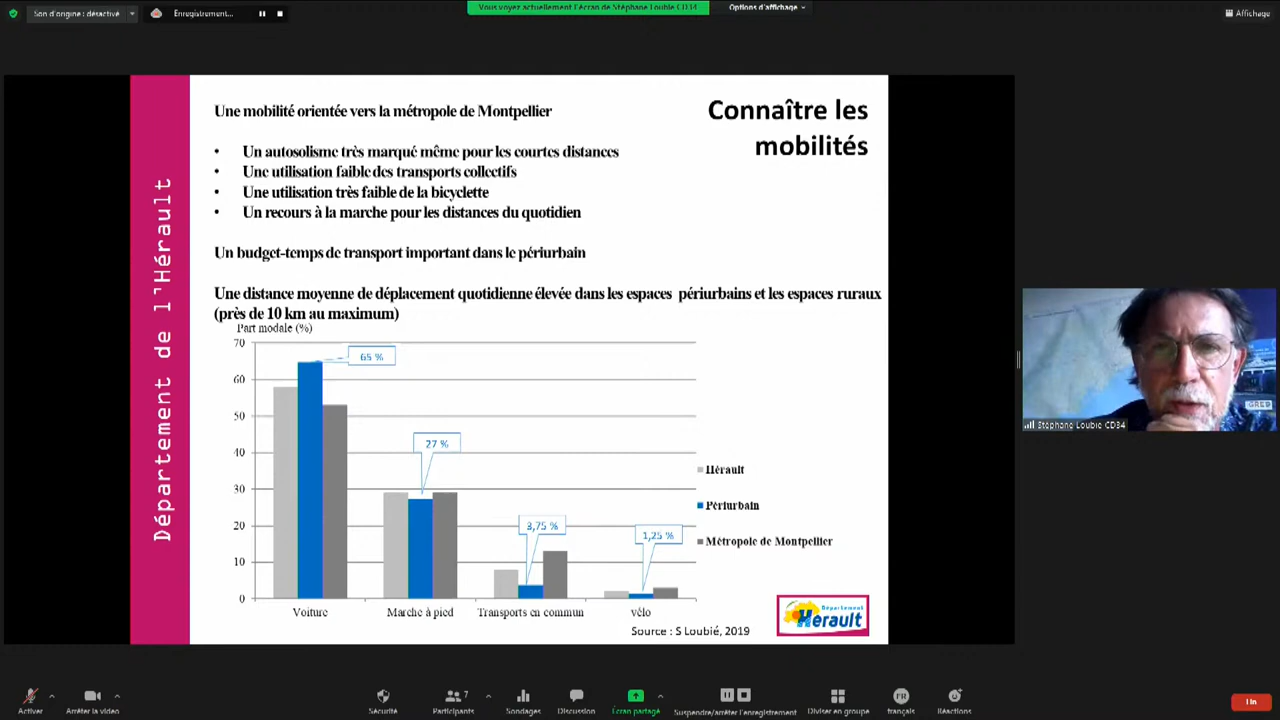 Son d'origine : désactivé
Enregistrement...
Vous voyez actuellement l'écran de Stéphane Loubié CD34
Options d'affichage
Affichage
Une mobilité orientée vers la métropole de Montpellier
Connaître les
mobilités
• Un autosolisme très marqué même pour les courtes distances
• Une utilisation faible des transports collectifs
• Une utilisation très faible de la bicyclette
• Un recours à la marche pour les distances du quotidien
Un budget-temps de transport important dans le périurbain
Une distance moyenne de déplacement quotidienne élevée dans les espaces périurbains et les espaces ruraux
(près de 10 km au maximum)
Département de l'Hérault
Part modale (%)
70
60
50
40
30
20
10
0
65 %
27 %
3,75 %
1,25 %
Voiture
Marche à pied
Transports en commun
vélo
Hérault
Périurbain
Métropole de Montpellier
Source : S Loubié, 2019
Département
Hérault
Stéphane Loubié CD34
Activer
Arrêter la vidéo
Sécurité
7
Participants
Sondages
Discussion
Écran partagé
Suspendre/arrêter l'enregistrement
Diviser en groupe
FR
français
Réactions
Fin